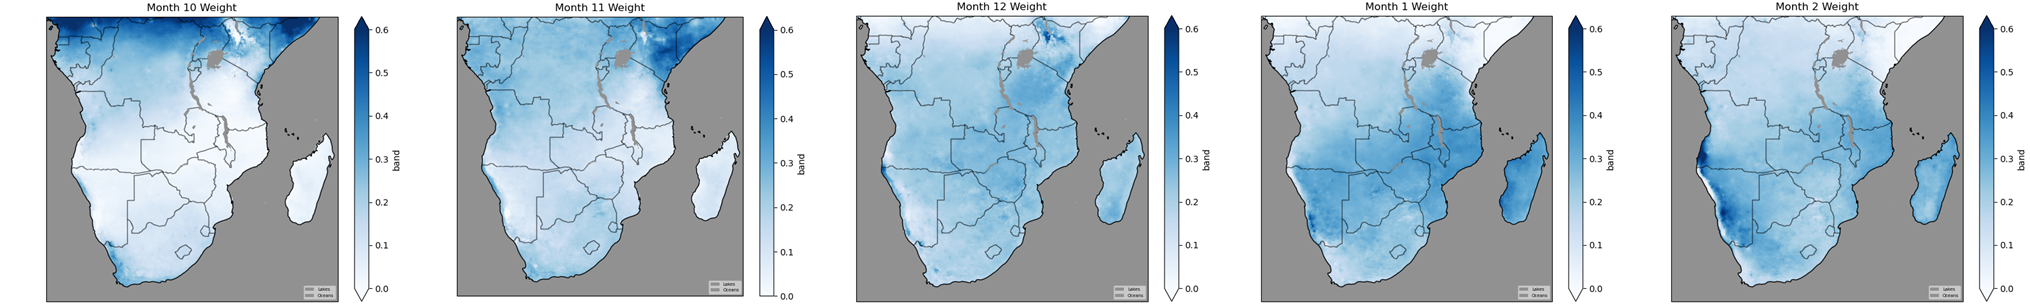 Month 10 Weight
0.6
0.5
0.4
0.3
0.2
0.1
0.0
band
Lakes
Oceans
Month 11 Weight
0.6
0.5
0.4
0.3
0.2
0.1
0.0
band
Lakes
Oceans
Month 12 Weight
0.6
0.5
0.4
0.3
0.2
0.1
0.0
band
Lakes
Oceans
Month 1 Weight
0.6
0.5
0.4
0.3
0.2
0.1
0.0
band
Lakes
Oceans
Month 2 Weight
0.6
0.5
0.4
0.3
0.2
0.1
0.0
band
Lakes
Oceans